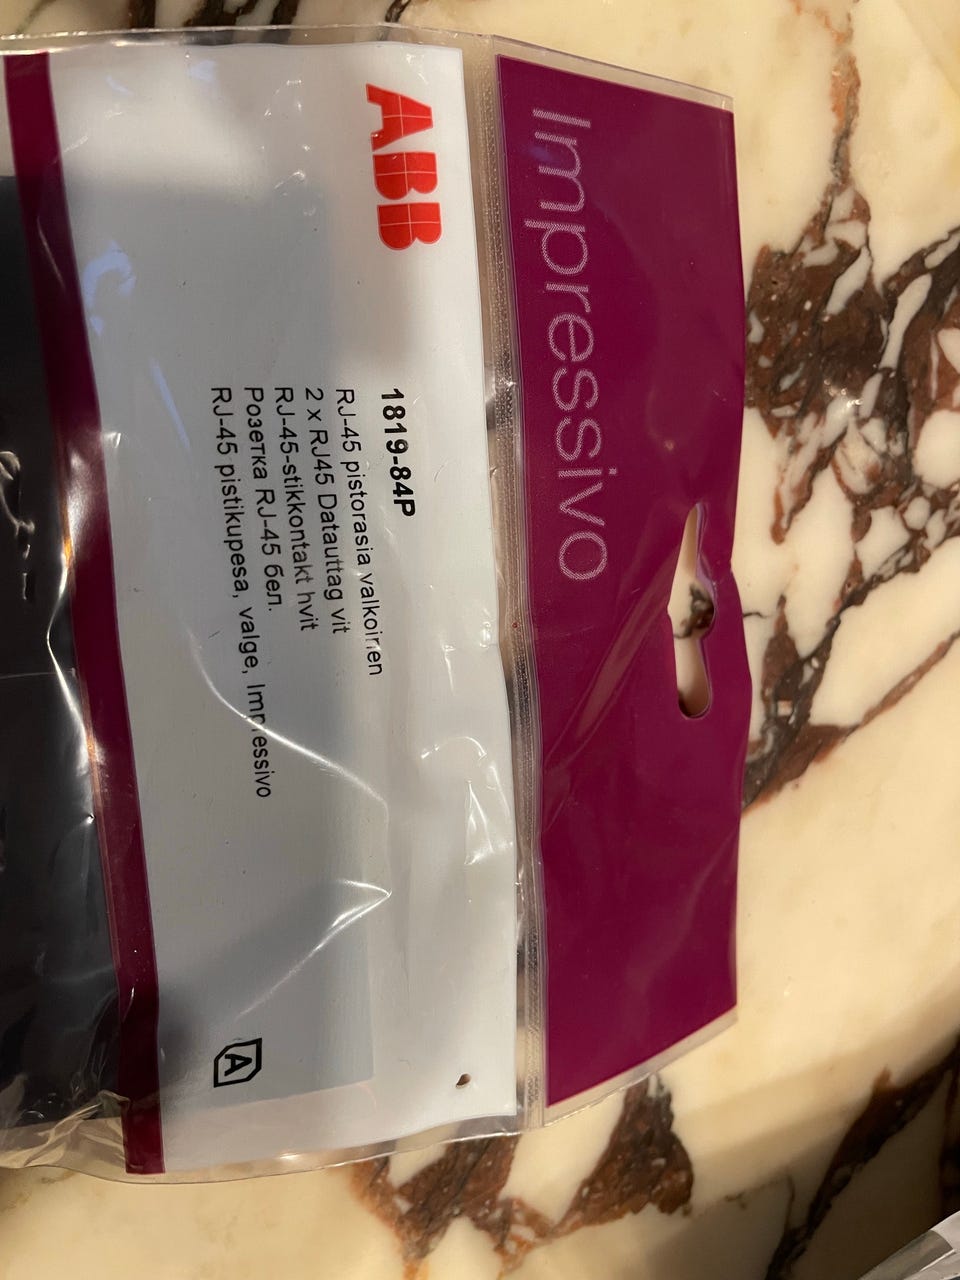 Impressivo
ABB
1819-84P
RJ-45 pistorasia valkoinen
2 x RJ45 Datauttag vit
RJ-45-stikkontakt hvit
Розетка RJ-45 бел.
RJ-45 pistikupesa, valge, Impressivo
A